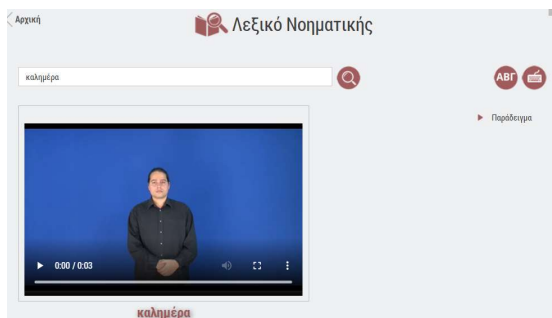 Αρχική
Λεξικό Νοηματικής
καλημέρα
ΑΒΓ
Παράδειγμα
0:00 / 0:03
καλημέρα